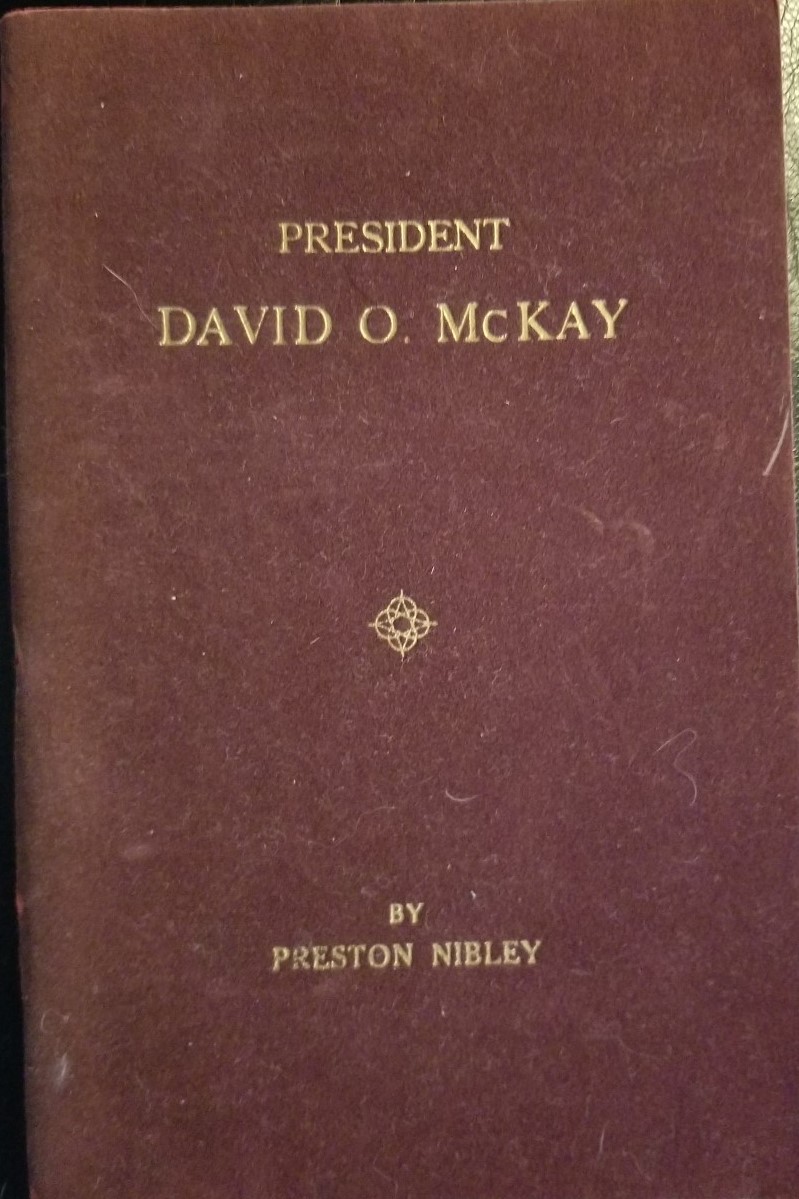 PRESIDENT
DAVID O. McKAY
BY
PRESTON NIBLEY